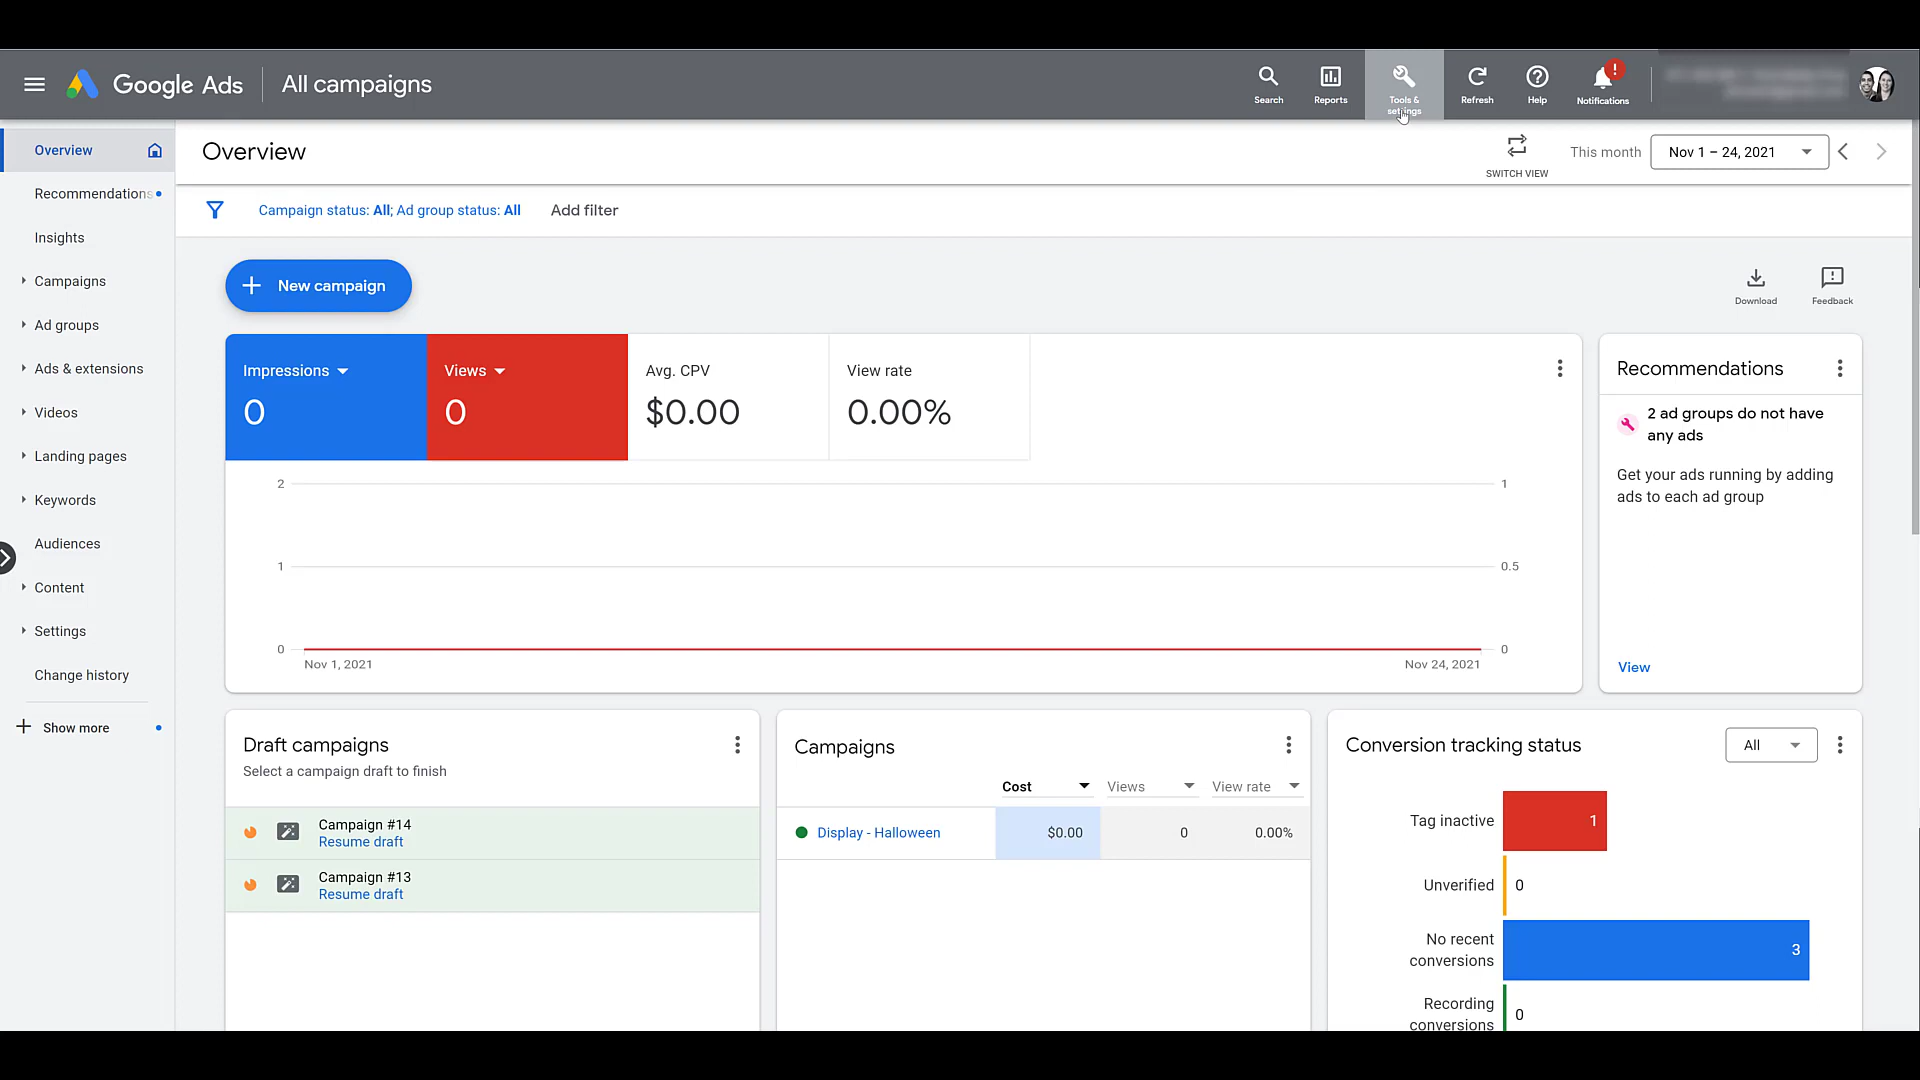 Google Ads
All campaigns
Search
Reports
Tools &
settings
Refresh
Help
!
Notifications
Overview
Recommendations
Insights
Campaigns
Ad groups
Ads & extensions
Videos
Landing pages
Keywords
Audiences
Content
Settings
Change history
Show more
Overview
SWITCH VIEW
This month
Nov 1 – 24, 2021
Campaign status: All; Ad group status: All
Add filter
New campaign
Download
Feedback
Impressions
0
Views
0
Avg. CPV
$0.00
View rate
0.00%
2
1
1
0.5
0
0
Nov 1, 2021
Nov 24, 2021
Recommendations
2 ad groups do not have
any ads
Get your ads running by adding
ads to each ad group
View
Draft campaigns
Select a campaign draft to finish
Campaign #14
Resume draft
Campaign #13
Resume draft
Campaigns
Cost
Views
View rate
Display - Halloween
$0.00
0
0.00%
Conversion tracking status
All
Tag inactive
1
Unverified
0
No recent
conversions
3
Recording
conversions
0